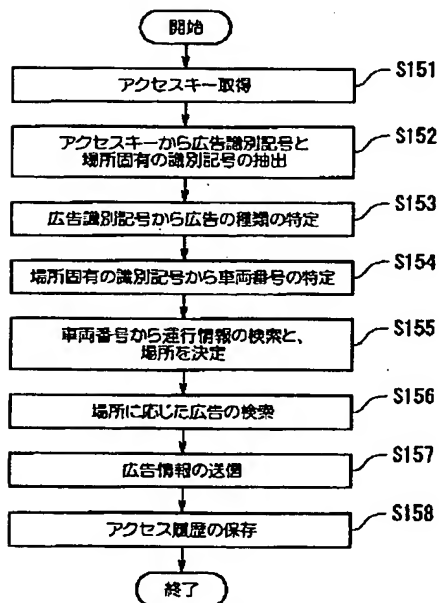 開始
アクセスキー取得
S151
アクセスキーから広告識別記号と
場所固有の識別記号の抽出
S152
広告識別記号から広告の種類の特定
S153
場所固有の識別記号から車両番号の特定
S154
車両番号から運行情報の検索と、
場所を決定
S155
場所に応じた広告の検索
S156
広告情報の送信
S157
アクセス履歴の保存
S158
終了